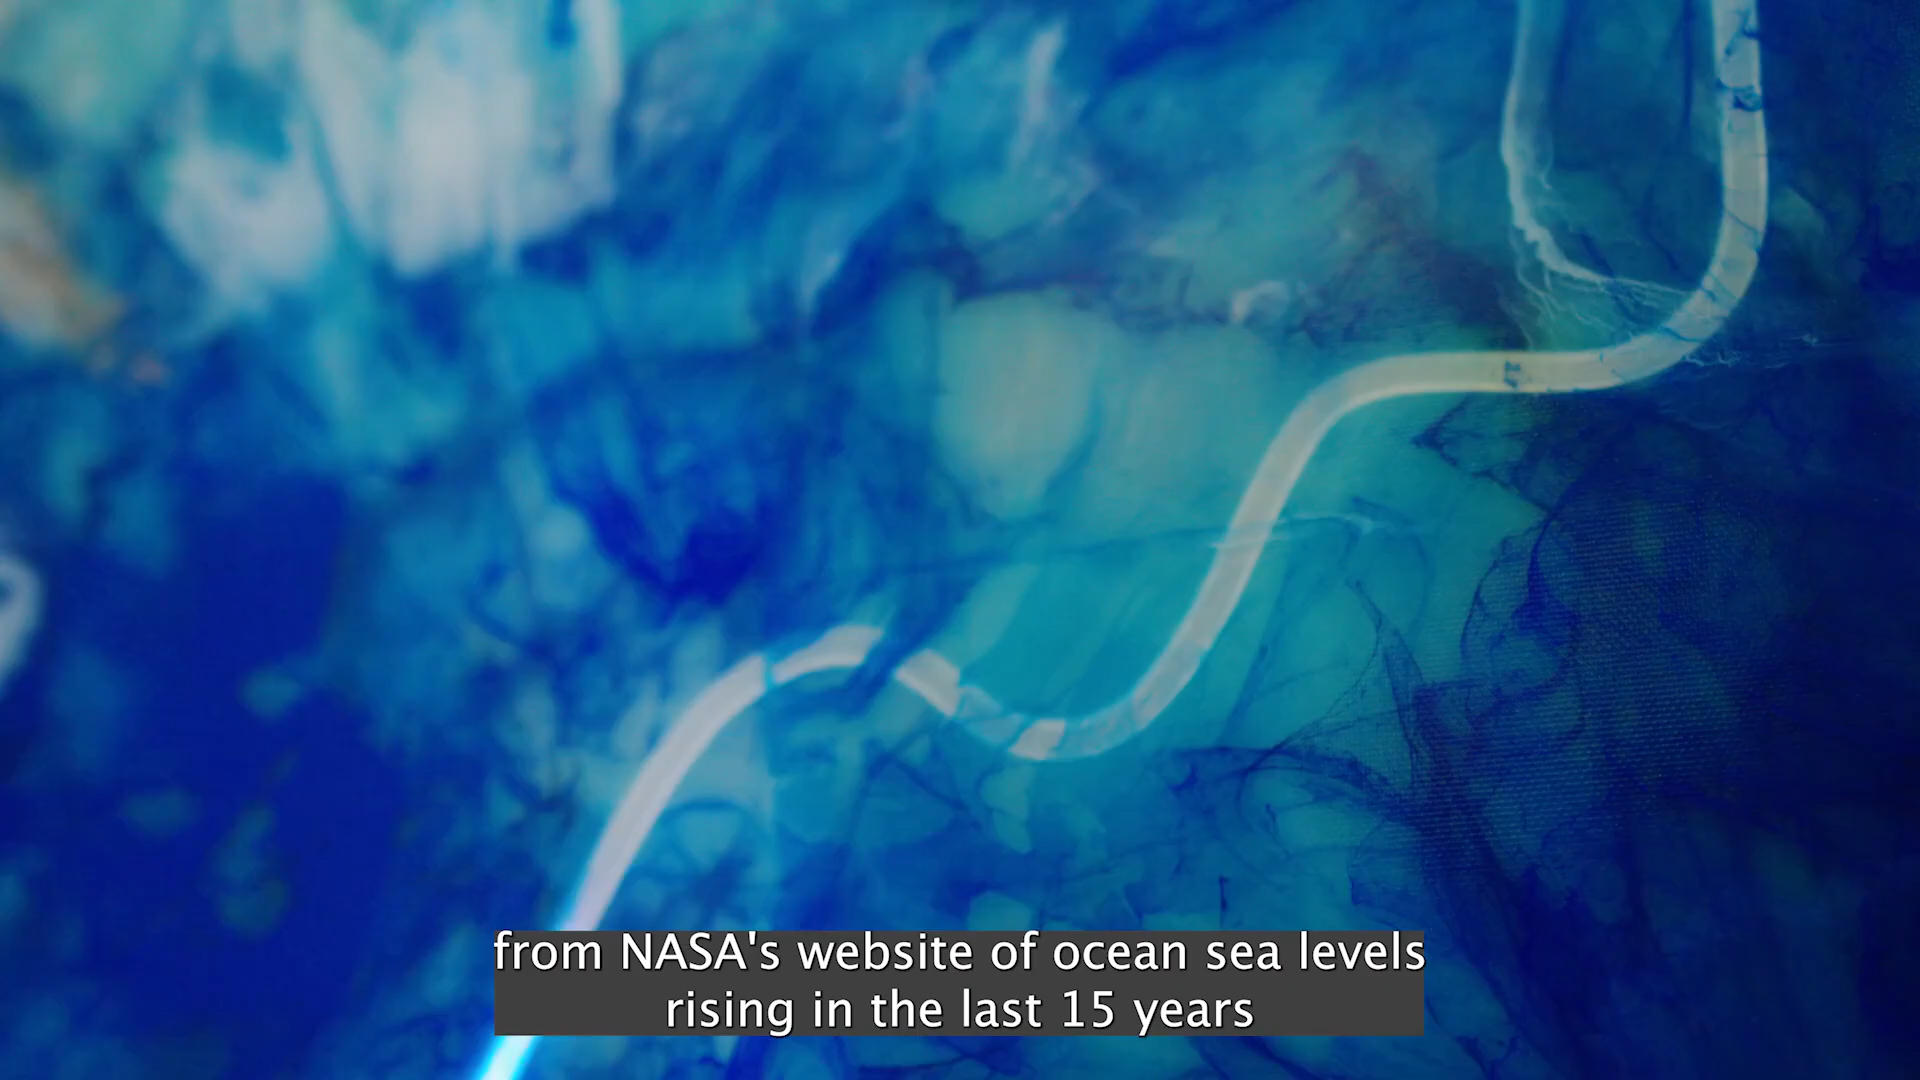 from NASA's website of ocean sea levels
rising in the last 15 years